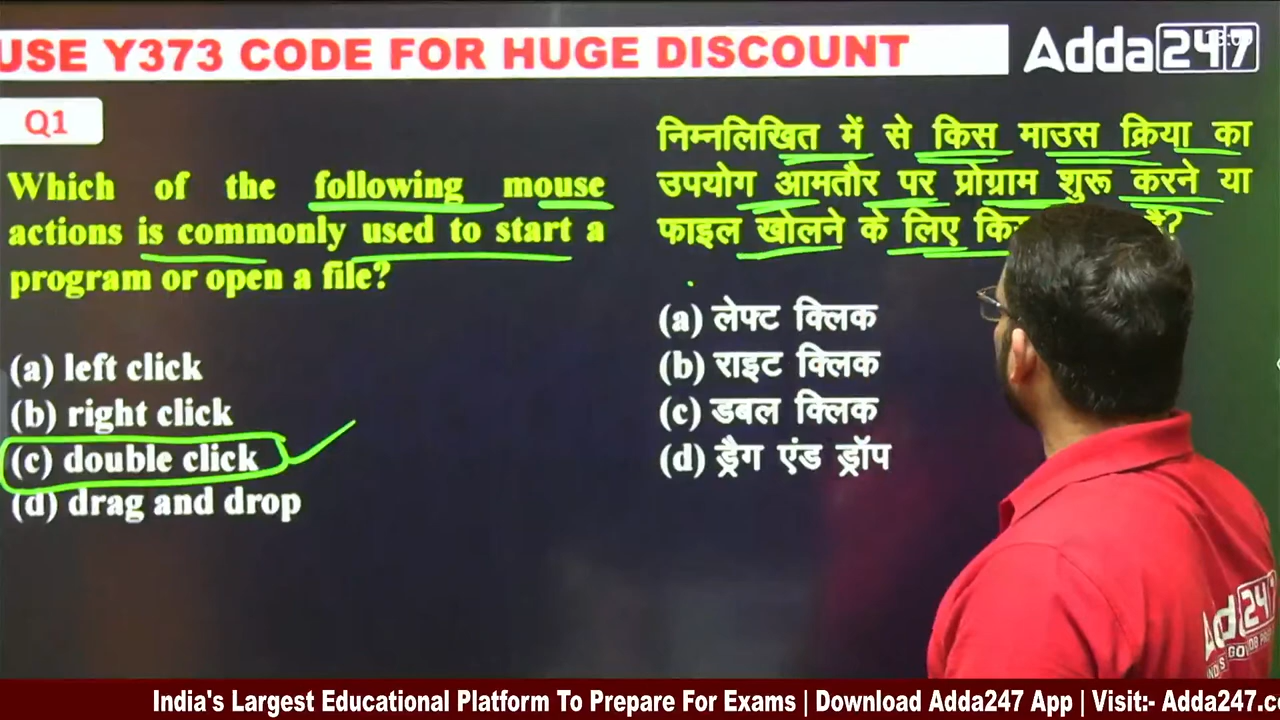 USE Y373 CODE FOR HUGE DISCOUNT
Adda247
Q1
Which of the following mouse
actions is commonly used to start a
program or open a file?
(a) left click
(b) right click
(c) double click
(d) drag and drop
निम्नलिखित में से किस माउस क्रिया का
उपयोग आमतौर पर प्रोग्राम शुरू करने या
फाइल खोलने के लिए
(a) लेफ्ट क्लिक
(b) राइट क्लिक
(c) डबल क्लिक
(d) ड्रैग एंड ड्रॉप
India's Largest Educational Platform To Prepare For Exams | Download Adda247 App | Visit:- Adda247.c